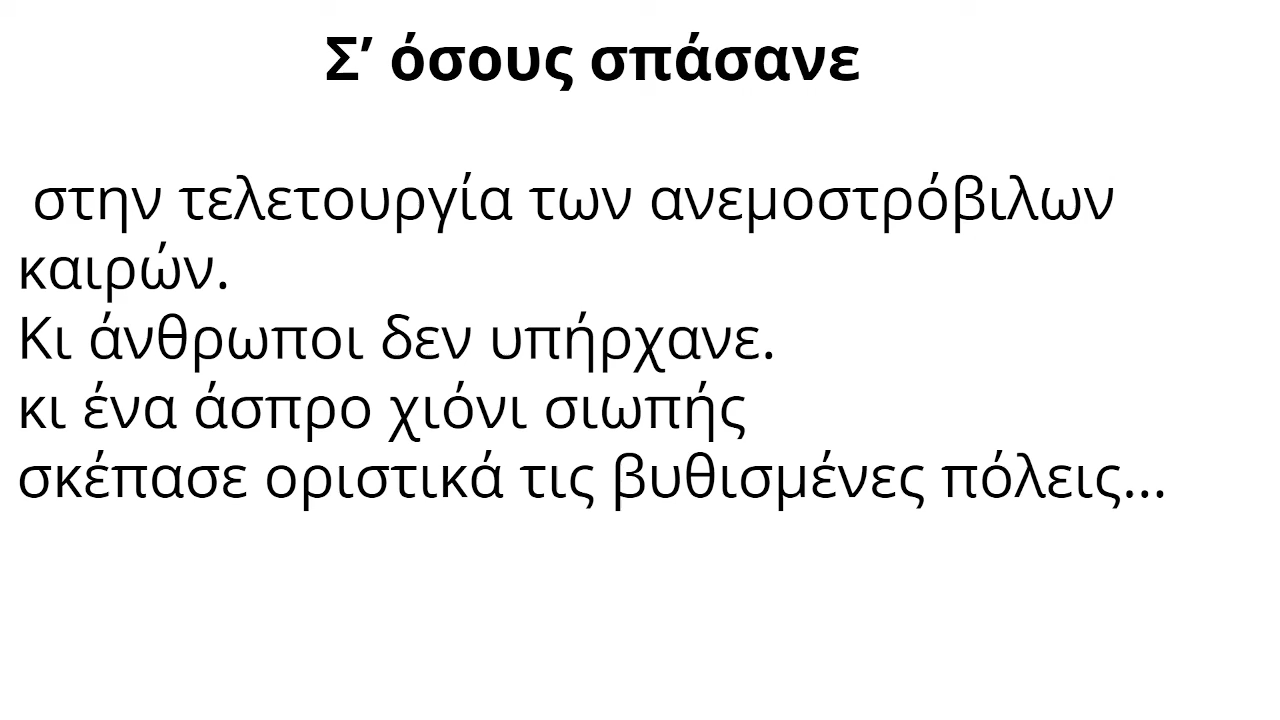 Σ’ όσους σπάσανε
στην τελετουργία των ανεμοστρόβιλων
καιρών.
Κι άνθρωποι δεν υπήρχανε.
κι ένα άσπρο χιόνι σιωπής
σκέπασε οριστικά τις βυθισμένες πόλεις...